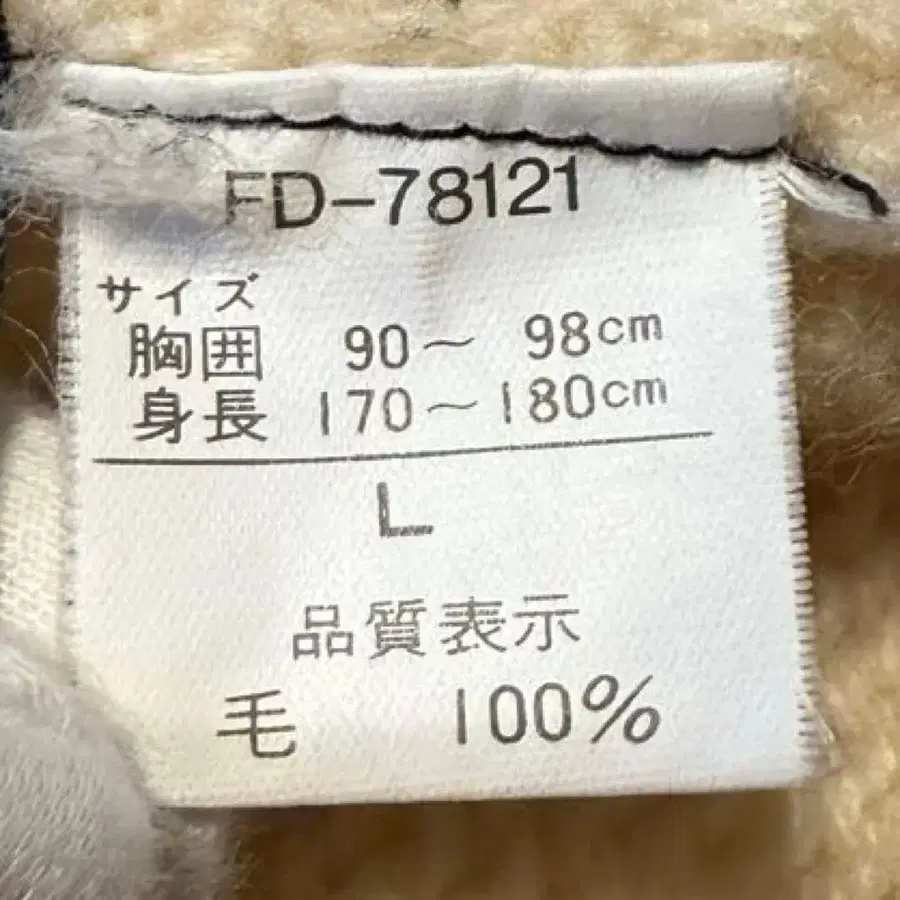 FD-78121
サイズ
胸囲 90〜 98cm
身長 170〜180cm
L
品質表示
毛 100%